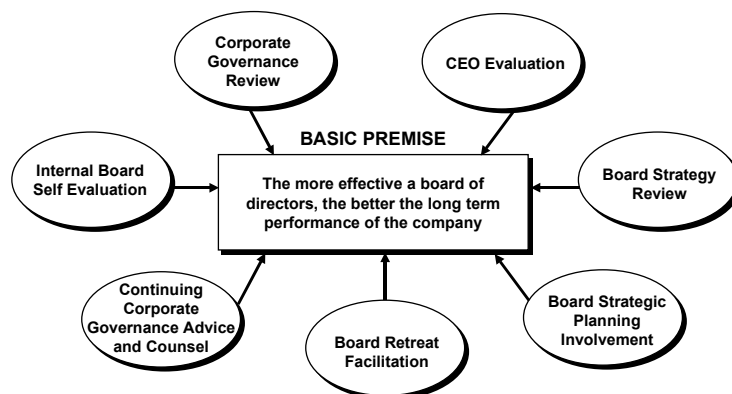 Corporate
Governance
Review
CEO Evaluation
BASIC PREMISE
Internal Board
Self Evaluation
The more effective a board of
directors, the better the long term
performance of the company
Board Strategy
Review
Continuing
Corporate
Governance Advice
and Counsel
Board Retreat
Facilitation
Board Strategic
Planning
Involvement